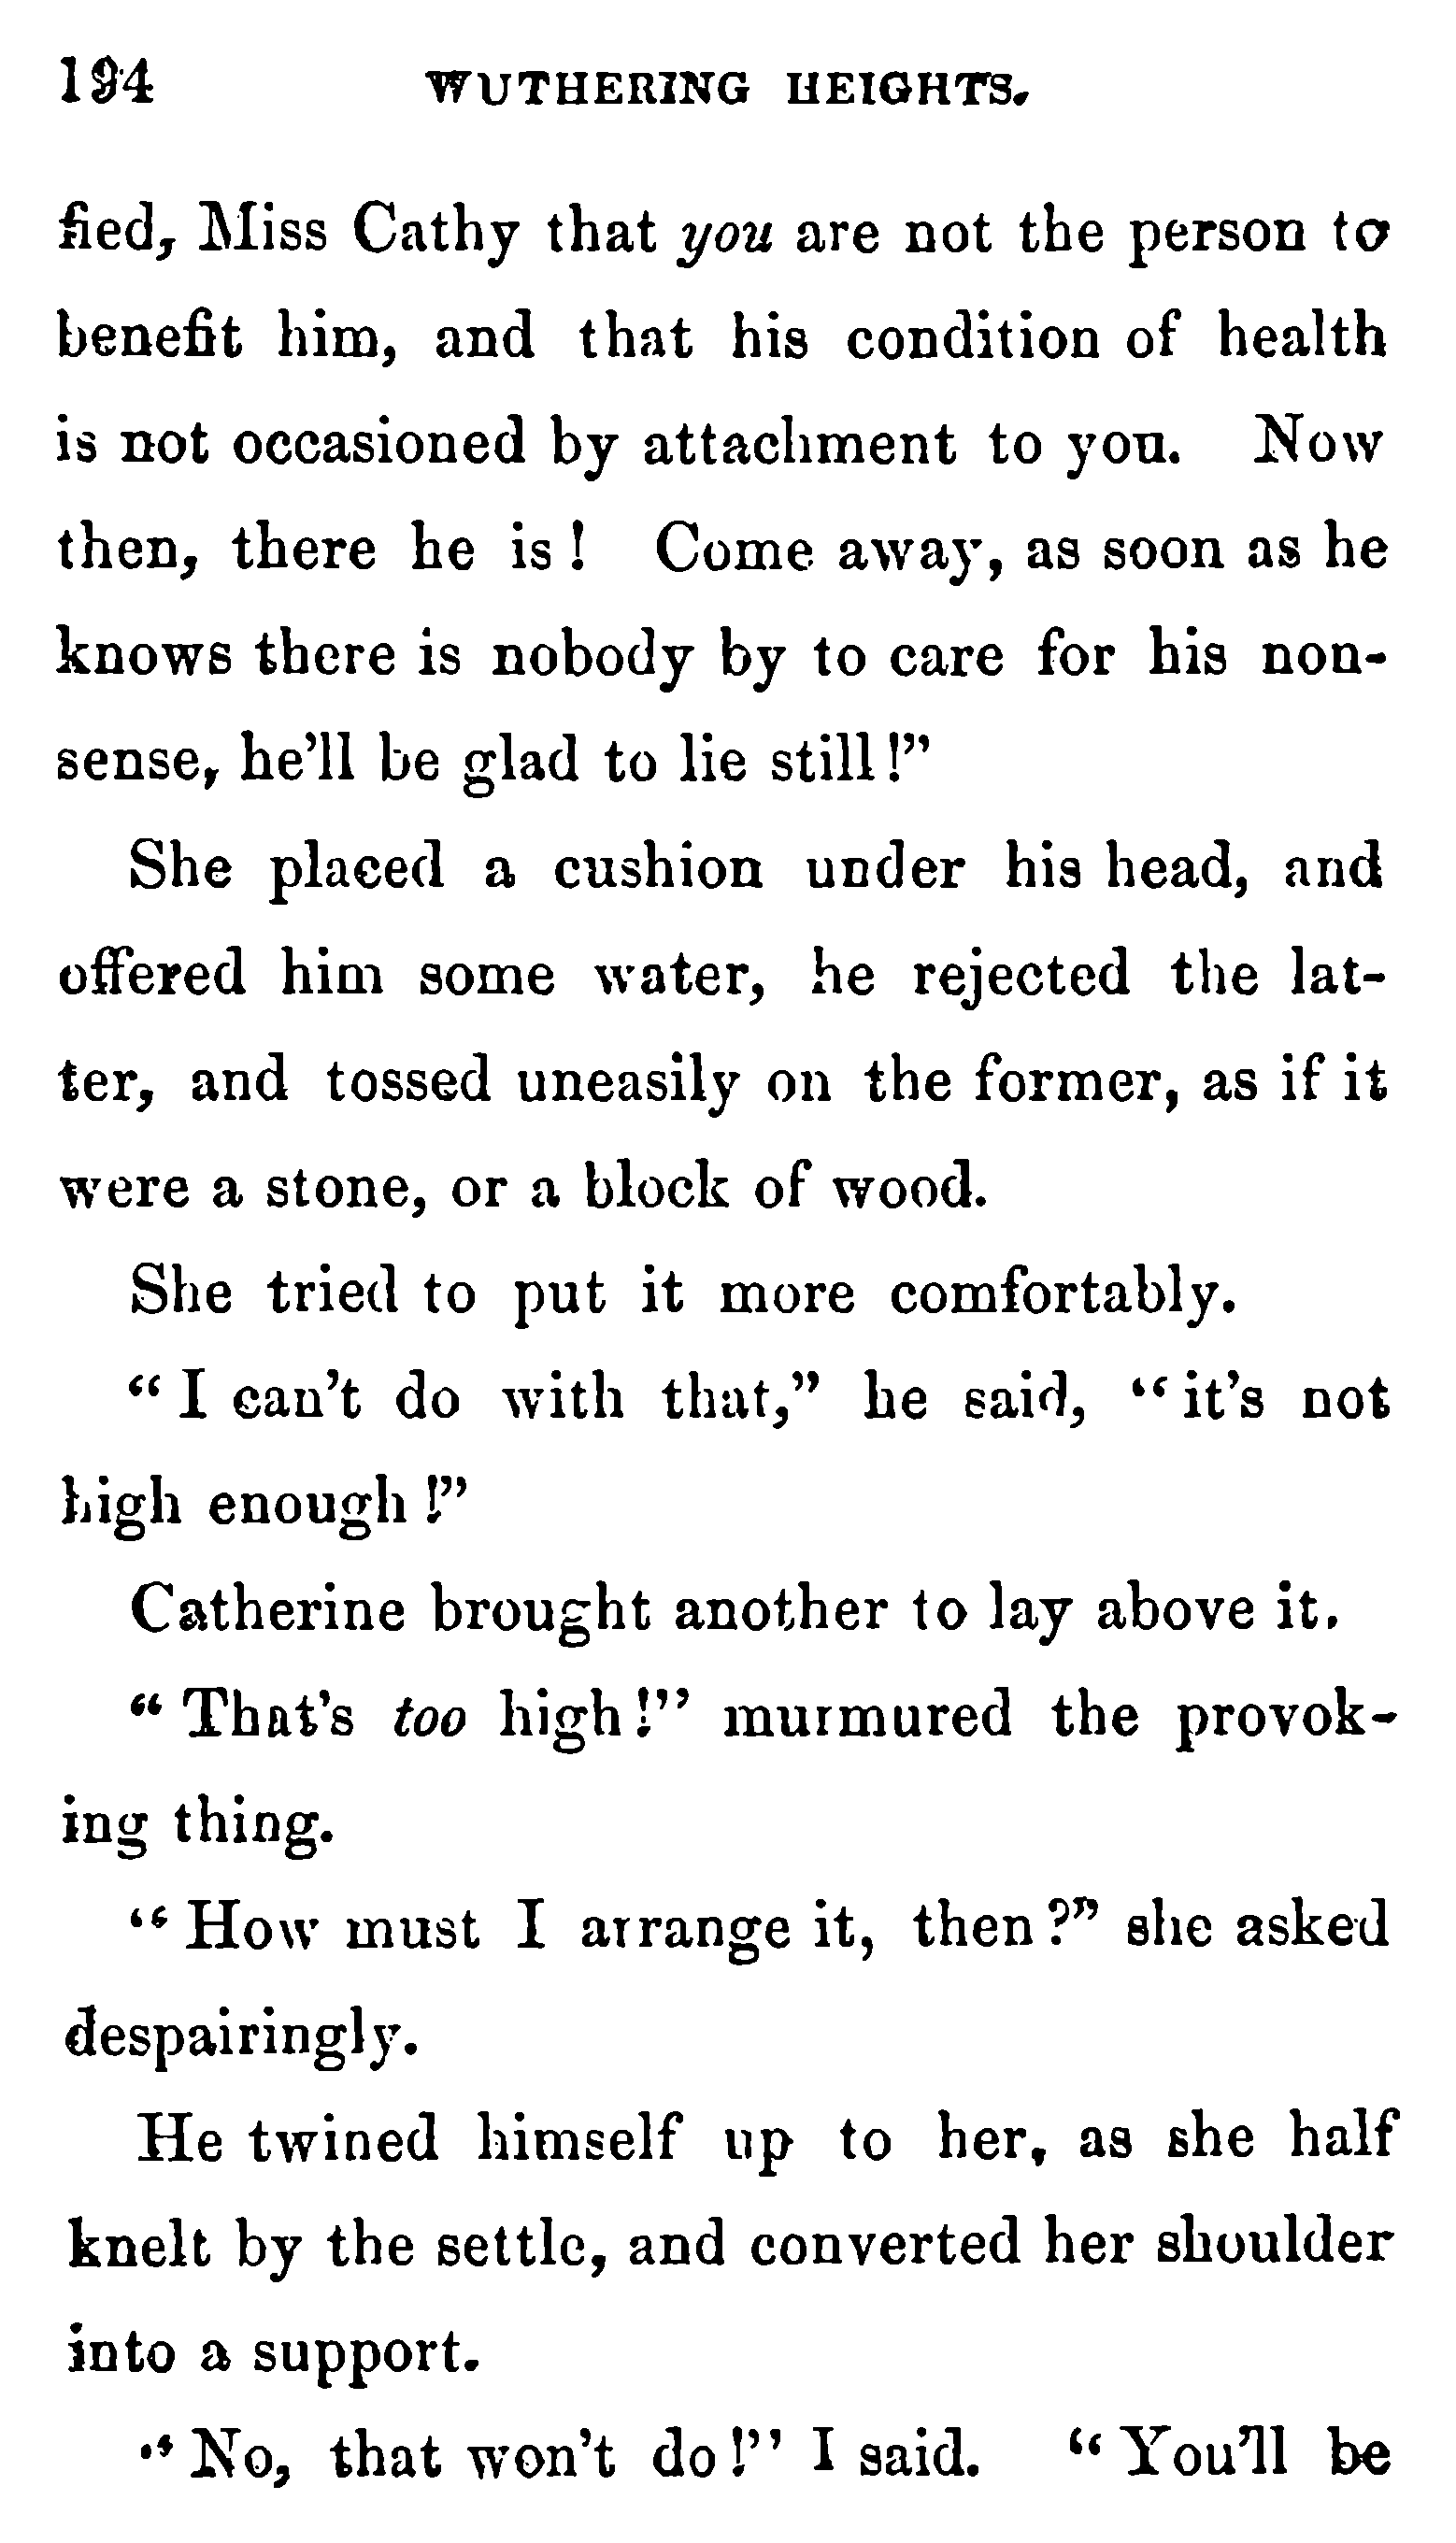 194 WUTHERING HEIGHTS.
fied, Miss Cathy that you are not the person to
benefit him, and that his condition of health
is not occasioned by attachment to you. Now
then, there he is! Come away, as soon as he
knows there is nobody by to care for his non-
sense, he'll be glad to lie still!"
She placed a cushion under his head, and
offered him some water, he rejected the lat-
ter, and tossed uneasily on the former, as if it
were a stone, or a block of wood.
She tried to put it more comfortably.
"I can't do with that," he said, "it's not
high enough!"
Catherine brought another to lay above it.
"That's too high!" murmured the provok-
ing thing.
"How must I arrange it, then?" she asked
despairingly.
He twined himself up to her, as she half
knelt by the settle, and converted her shoulder
into a support.
"No, that won't do!" I said. "You'll be